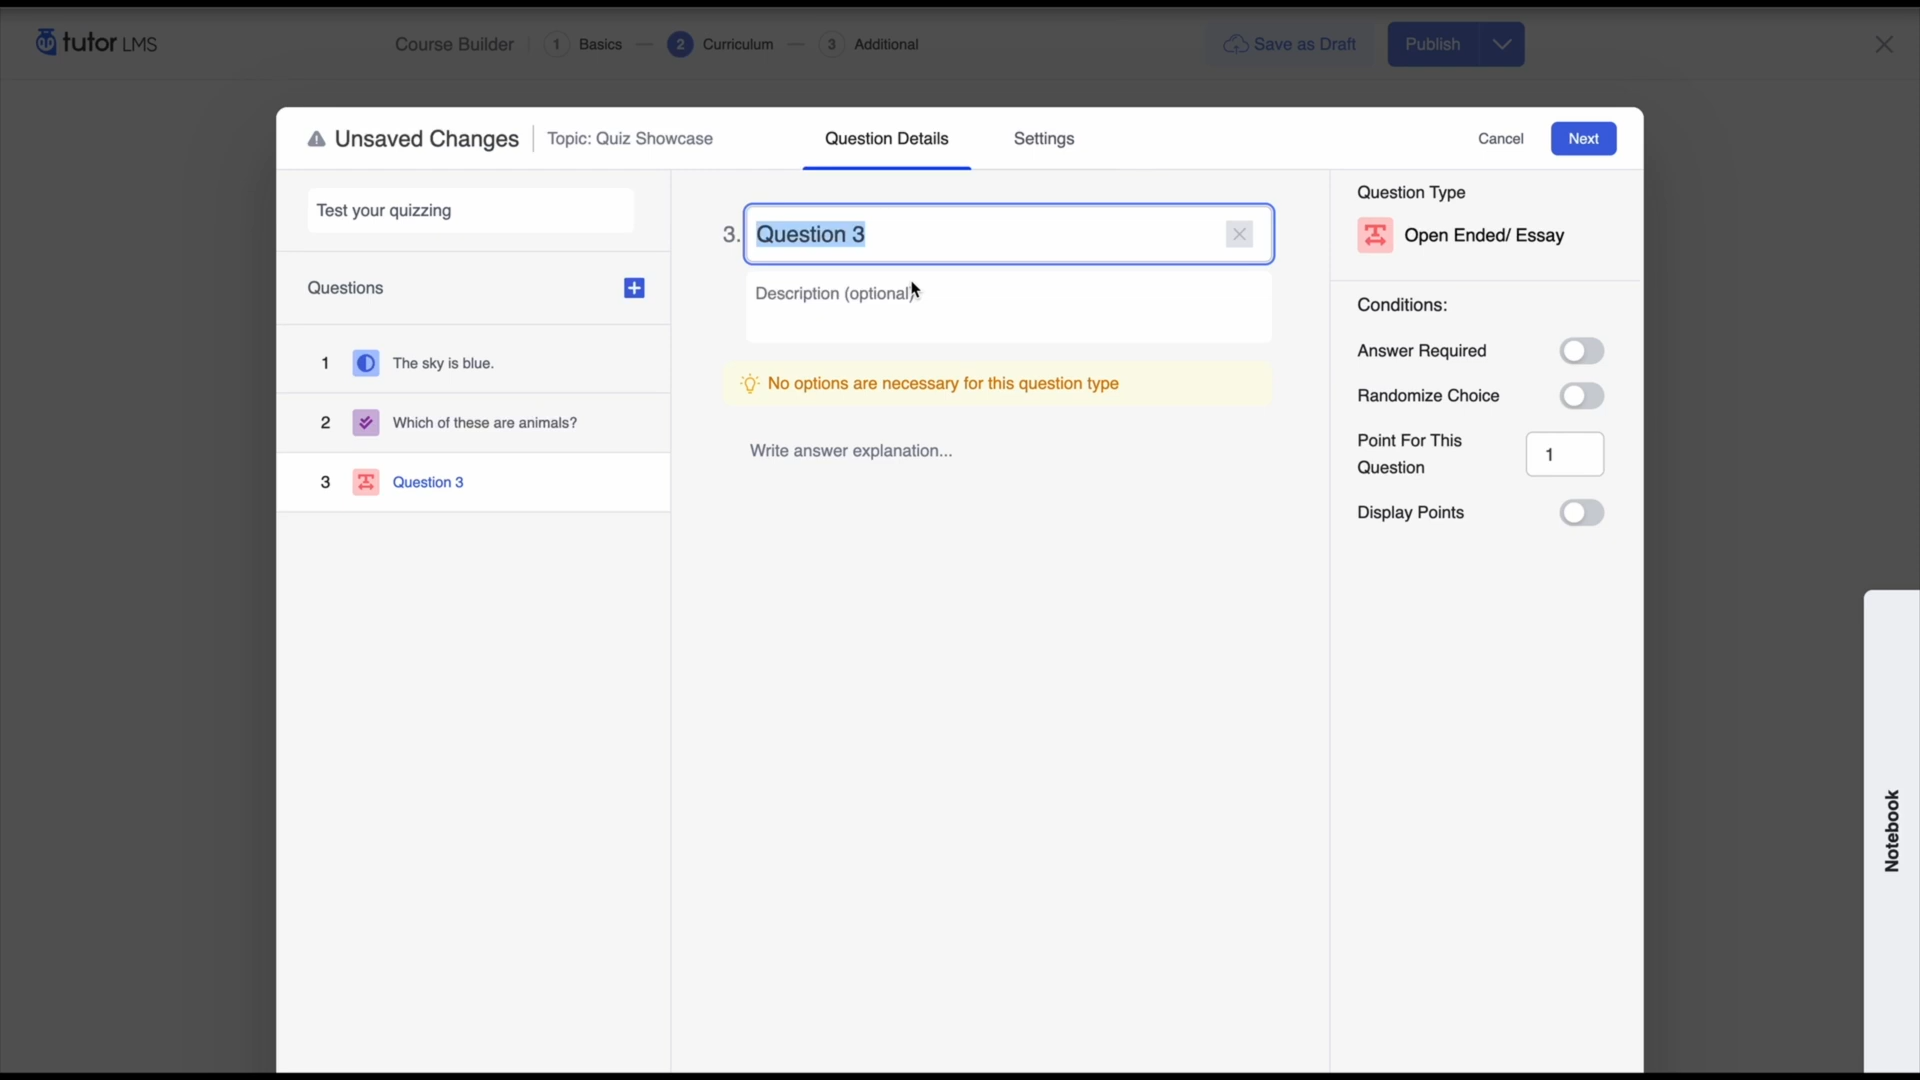 tutor LMS
Course Builder
1 Basics
2 Curriculum
3 Additional
Save as Draft
Publish
Unsaved Changes
Topic: Quiz Showcase
Question Details
Settings
Cancel
Next
Test your quizzing
Questions
1 The sky is blue.
2 Which of these are animals?
3 Question 3
3. Question 3
Description (optional)
No options are necessary for this question type
Write answer explanation...
Question Type
Open Ended/ Essay
Conditions:
Answer Required
Randomize Choice
Point For This
Question
1
Display Points
Notebook